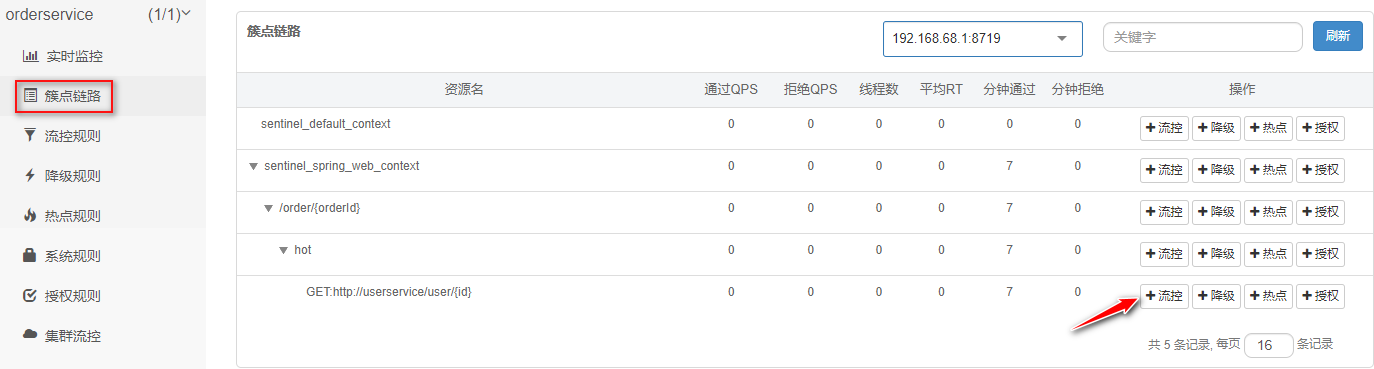 orderservice (1/1)
实时监控
簇点链路
流控规则
降级规则
热点规则
系统规则
授权规则
集群流控
簇点链路 192.168.68.1:8719 关键字 刷新
资源名 通过QPS 拒绝QPS 线程数 平均RT 分钟通过 分钟拒绝 操作
sentinel_default_context 0 0 0 0 0 0 +流控 +降级 +热点 +授权
sentinel_spring_web_context 0 0 0 0 7 0 +流控 +降级 +热点 +授权
/order/{orderId} 0 0 0 0 7 0 +流控 +降级 +热点 +授权
hot 0 0 0 0 7 0 +流控 +降级 +热点 +授权
GET:http://userservice/user/{id} 0 0 0 0 7 0 +流控 +降级 +热点 +授权
共 5 条记录, 每页 16 条记录